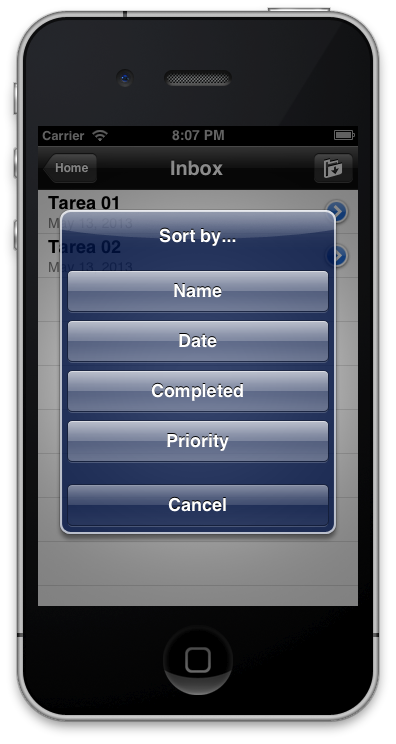 Carrier 8:07 PM
Home Inbox
Tarea 01
May 13, 2013
Sort by...
Tarea 02
May 13, 2013
Name
Date
Completed
Priority
Cancel